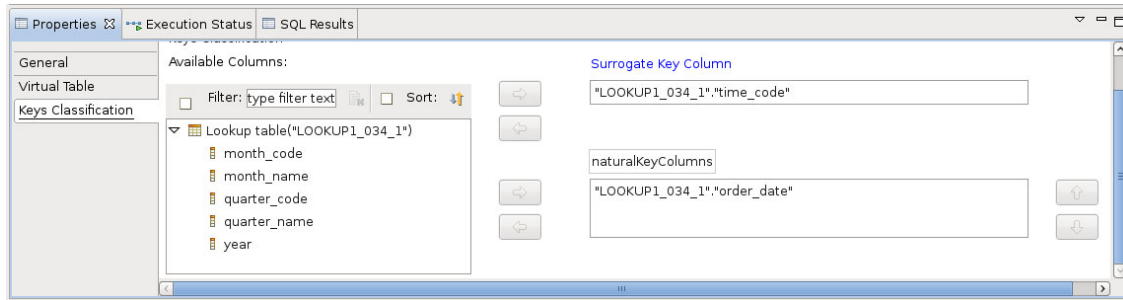 Properties Execution Status SQL Results
General
Virtual Table
Keys Classification
Available Columns:
Filter: type filter text Sort:
Lookup table("LOOKUP1_034_1")
month_code
month_name
quarter_code
quarter_name
year
Surrogate Key Column
"LOOKUP1_034_1"."time_code"
naturalKeyColumns
"LOOKUP1_034_1"."order_date"